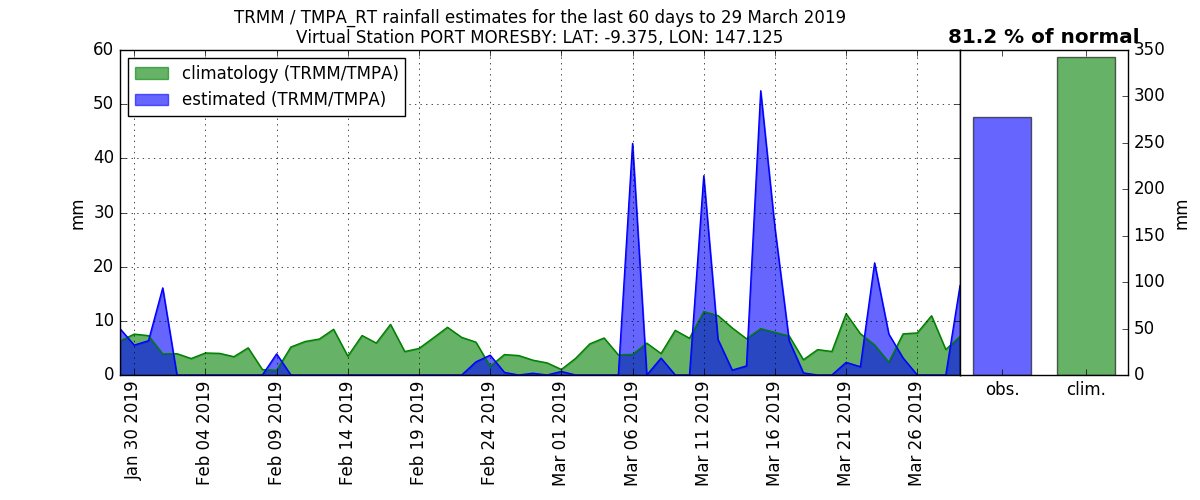 TRMM / TMPA_RT rainfall estimates for the last 60 days to 29 March 2019
Virtual Station PORT MORESBY: LAT: -9.375, LON: 147.125
81.2 % of normal
climatology (TRMM/TMPA)
estimated (TRMM/TMPA)
60
50
40
30
20
10
0
mm
Jan 30 2019
Feb 04 2019
Feb 09 2019
Feb 14 2019
Feb 19 2019
Feb 24 2019
Mar 01 2019
Mar 06 2019
Mar 11 2019
Mar 16 2019
Mar 21 2019
Mar 26 2019
obs.
clim.
350
300
250
200
150
100
50
0
mm